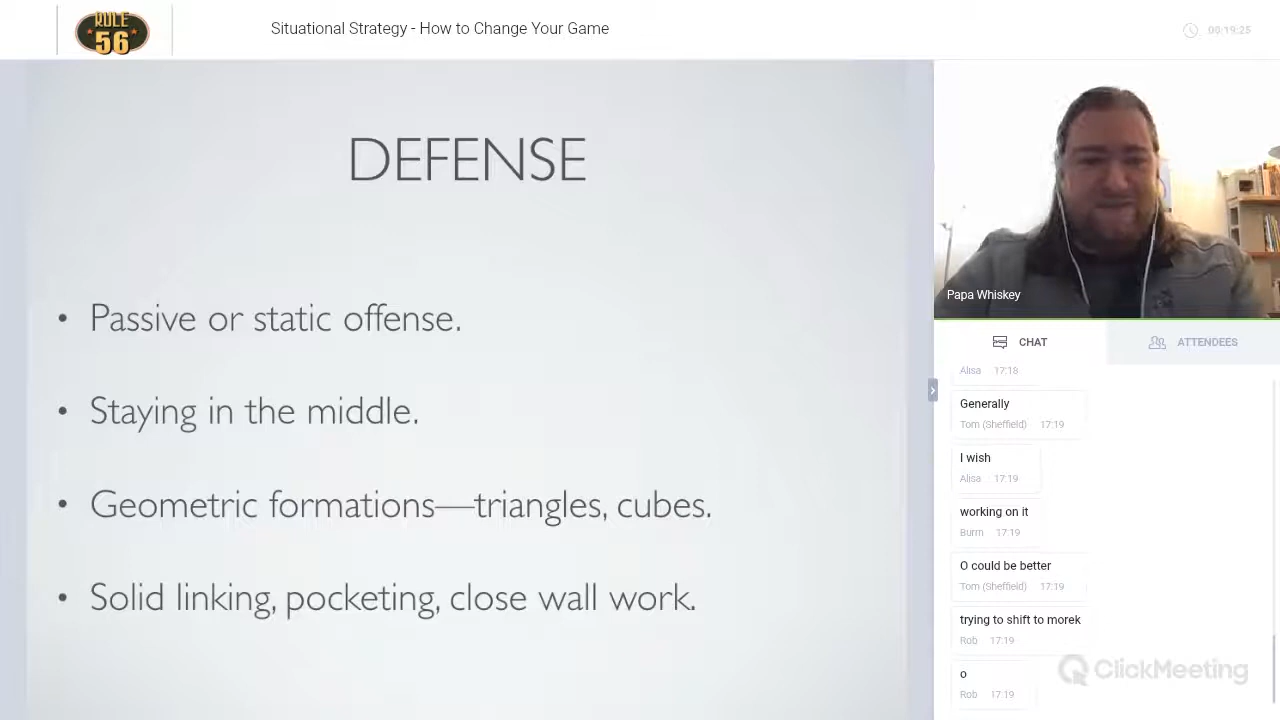 RULE
56
Situational Strategy - How to Change Your Game
00:19:25
DEFENSE
• Passive or static offense.
• Staying in the middle.
• Geometric formations—triangles, cubes.
• Solid linking, pocketing, close wall work.
Papa Whiskey
CHAT
ATTENDEES
Alisa 17:18
Generally
Tom (Sheffield) 17:19
I wish
Alisa 17:19
working on it
Burm 17:19
O could be better
Tom (Sheffield) 17:19
trying to shift to morek
Rob 17:19
o
Rob 17:19
ClickMeeting